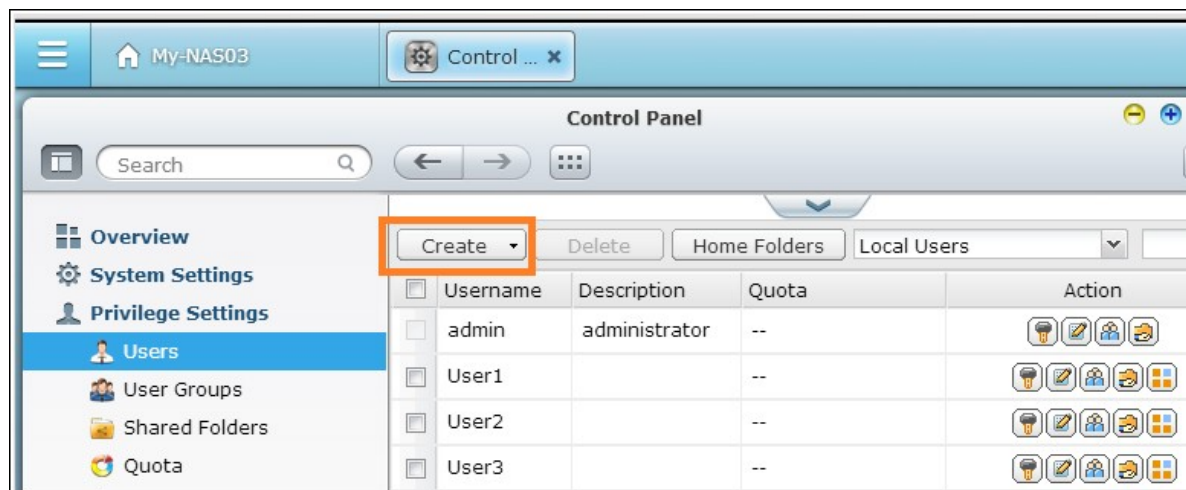 My-NAS03 Control ...
Control Panel
Search
Overview
System Settings
Privilege Settings
Users
User Groups
Shared Folders
Quota
Create Delete Home Folders Local Users
Username Description Quota Action
admin administrator --
User1 --
User2 --
User3 --